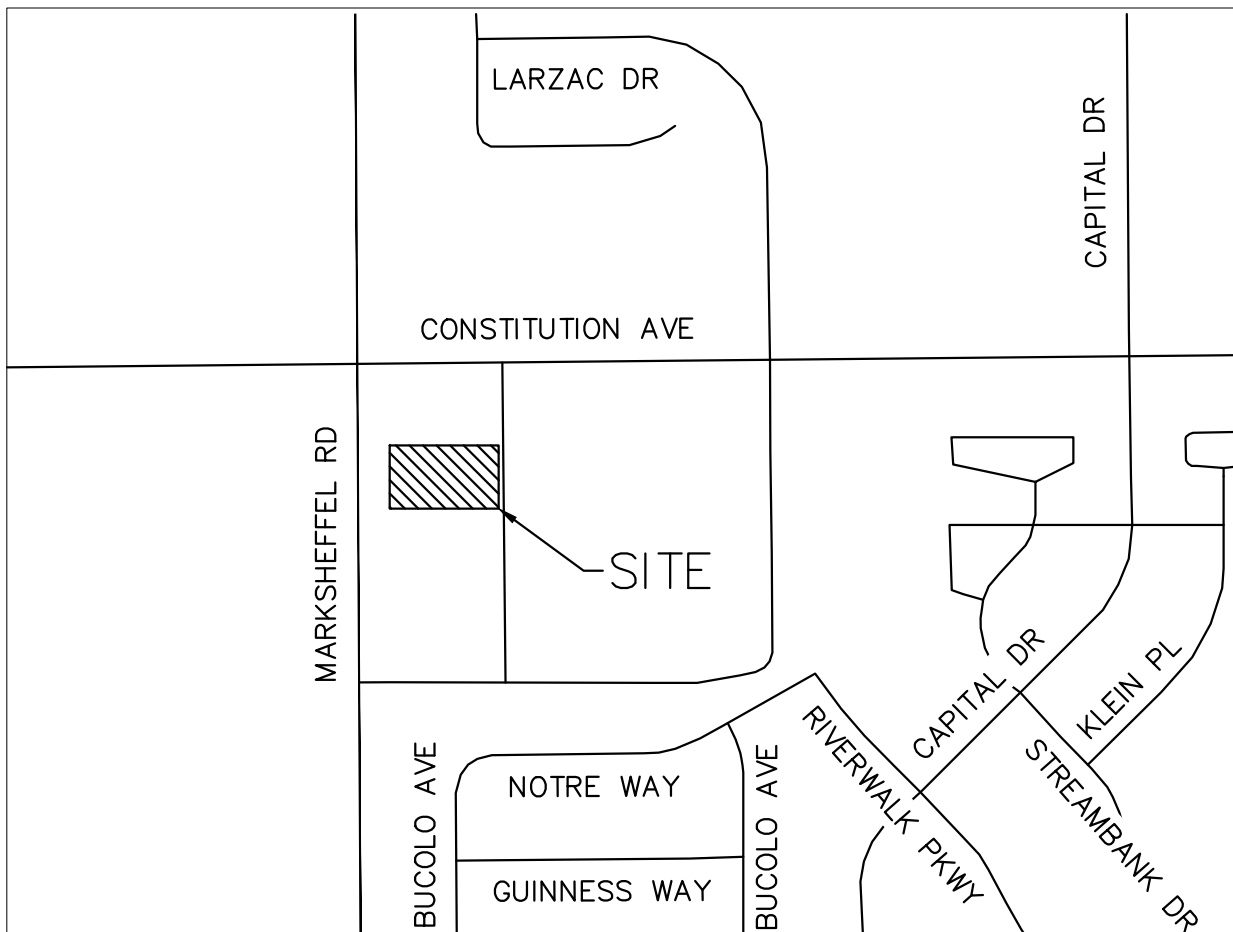 LARZAC DR
CAPITAL DR
CONSTITUTION AVE
MARKSHEFFEL RD
SITE
CAPITAL DR
KLEIN PL
RIVERWALK PKWY
STREAMBANK DR
BUCOLO AVE
NOTRE WAY
BUCOLO AVE
GUINNESS WAY